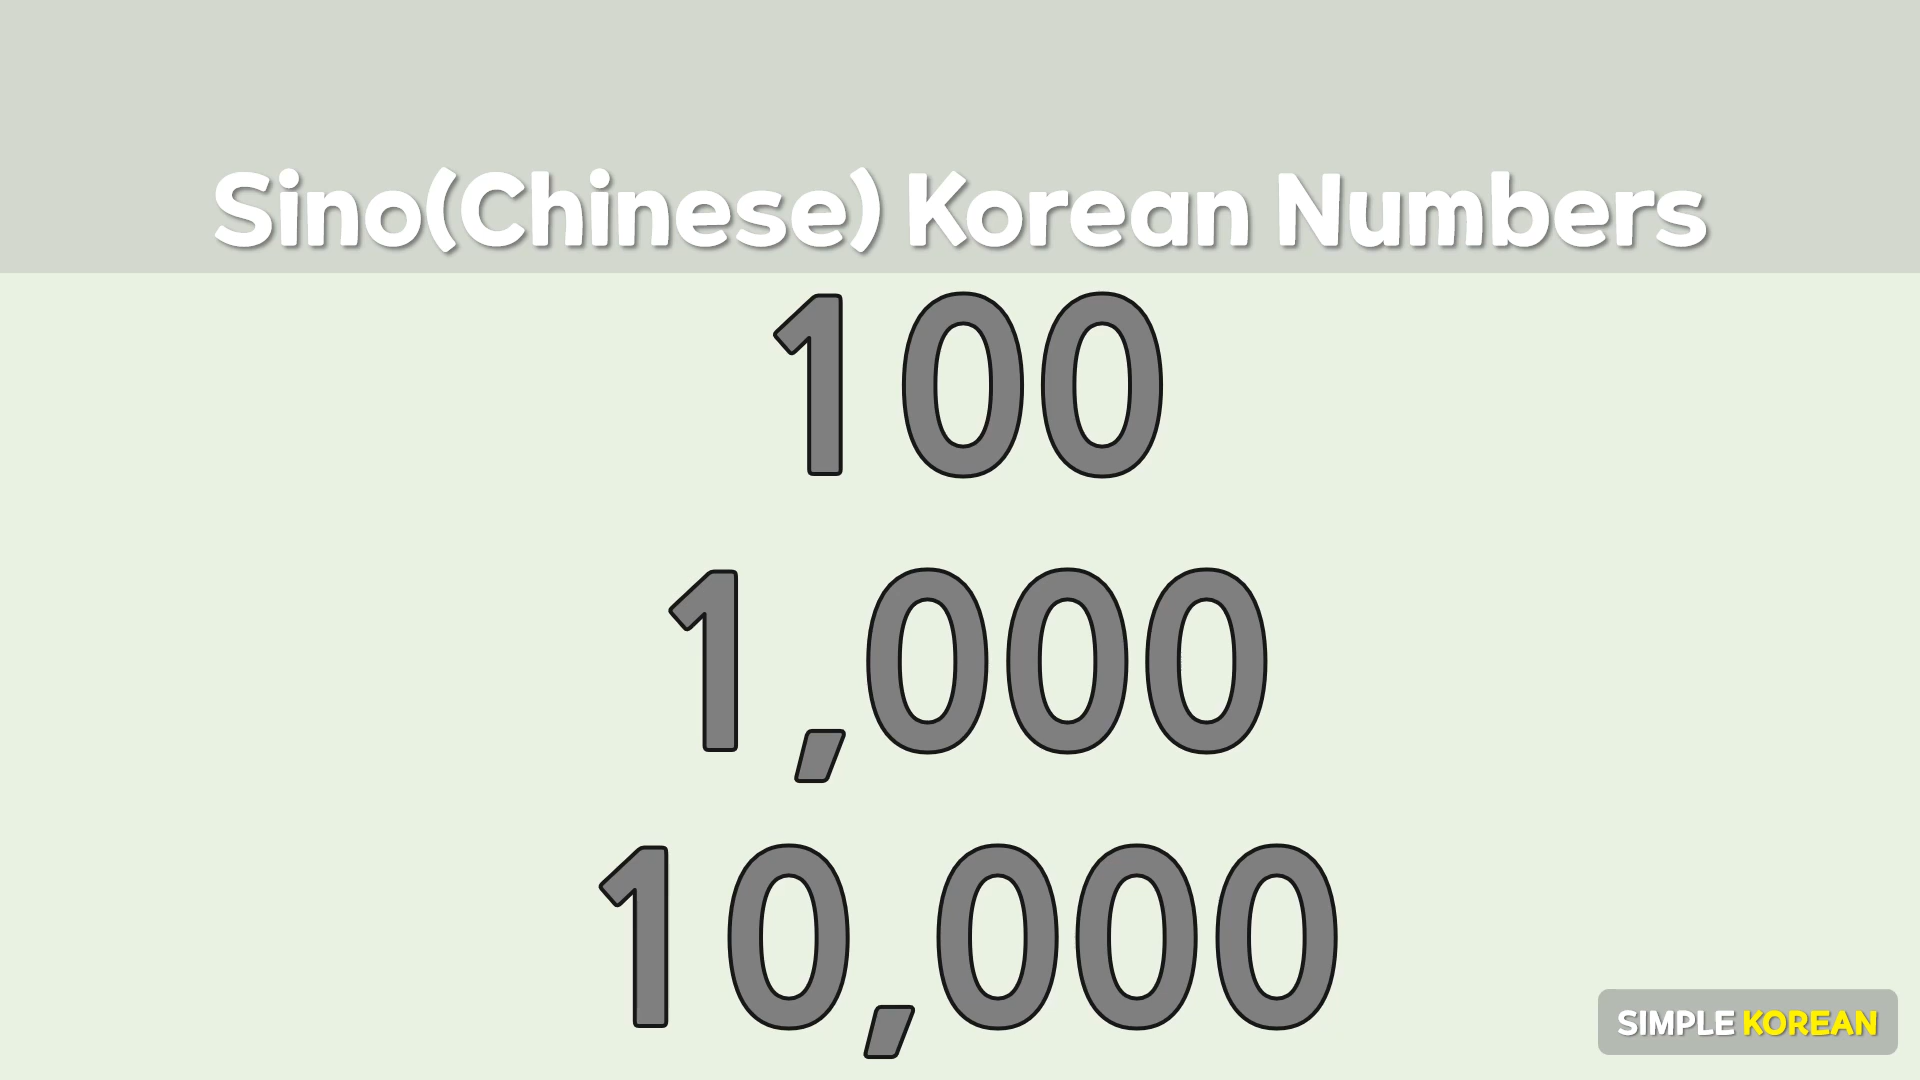 Sino(Chinese) Korean Numbers
100
1,000
10,000
SIMPLE KOREAN